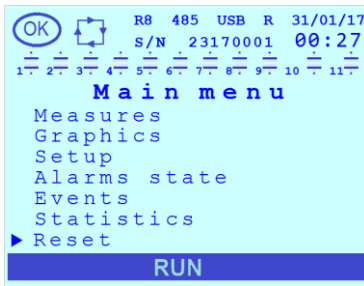 OK R8 485 USB R 31/01/17
S/N 23170001 00:27
1 2 3 4 5 6 7 8 9 10 11
Main menu
Measures
Graphics
Setup
Alarms state
Events
Statistics
Reset
RUN